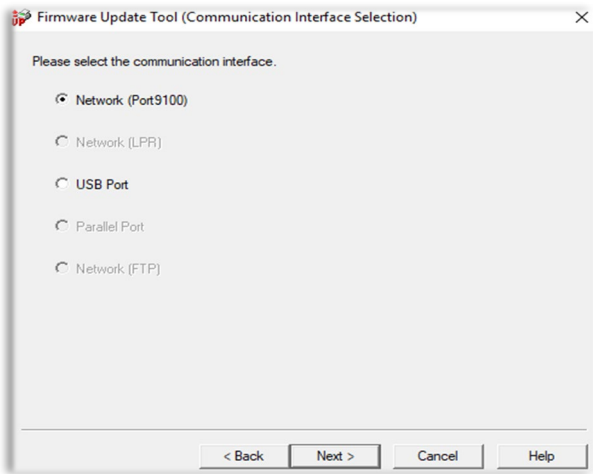 UP
Firmware Update Tool (Communication Interface Selection)
Please select the communication interface.
Network (Port9100)
Network (LPR)
USB Port
Parallel Port
Network (FTP)
< Back Next > Cancel Help